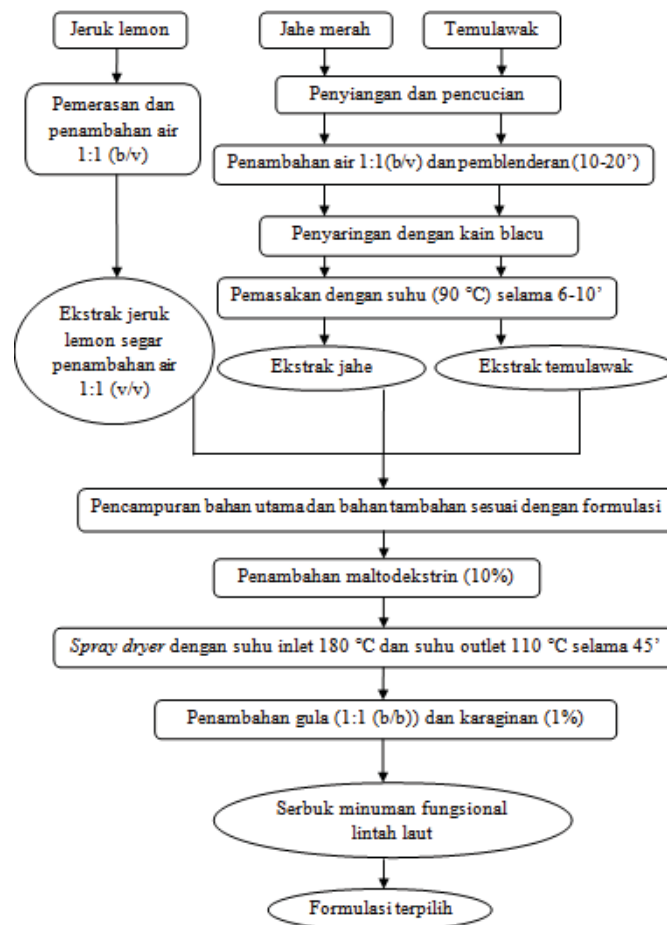 Jeruk lemon
Jahe merah
Temulawak
Pemerasan dan
penambahan air
1:1 (b/v)
Penyiangan dan pencucian
Penambahan air 1:1(b/v) dan pemblenderan (10-20’)
Penyaringan dengan kain blacu
Pemasakan dengan suhu (90 °C) selama 6-10’
Ekstrak jeruk
lemon segar
penambahan air
1:1 (v/v)
Ekstrak jahe
Ekstrak temulawak
Pencampuran bahan utama dan bahan tambahan sesuai dengan formulasi
Penambahan maltodekstrin (10%)
Spray dryer dengan suhu inlet 180 °C dan suhu outlet 110 °C selama 45’
Penambahan gula (1:1 (b/b)) dan karaginan (1%)
Serbuk minuman fungsional
lintah laut
Formulasi terpilih